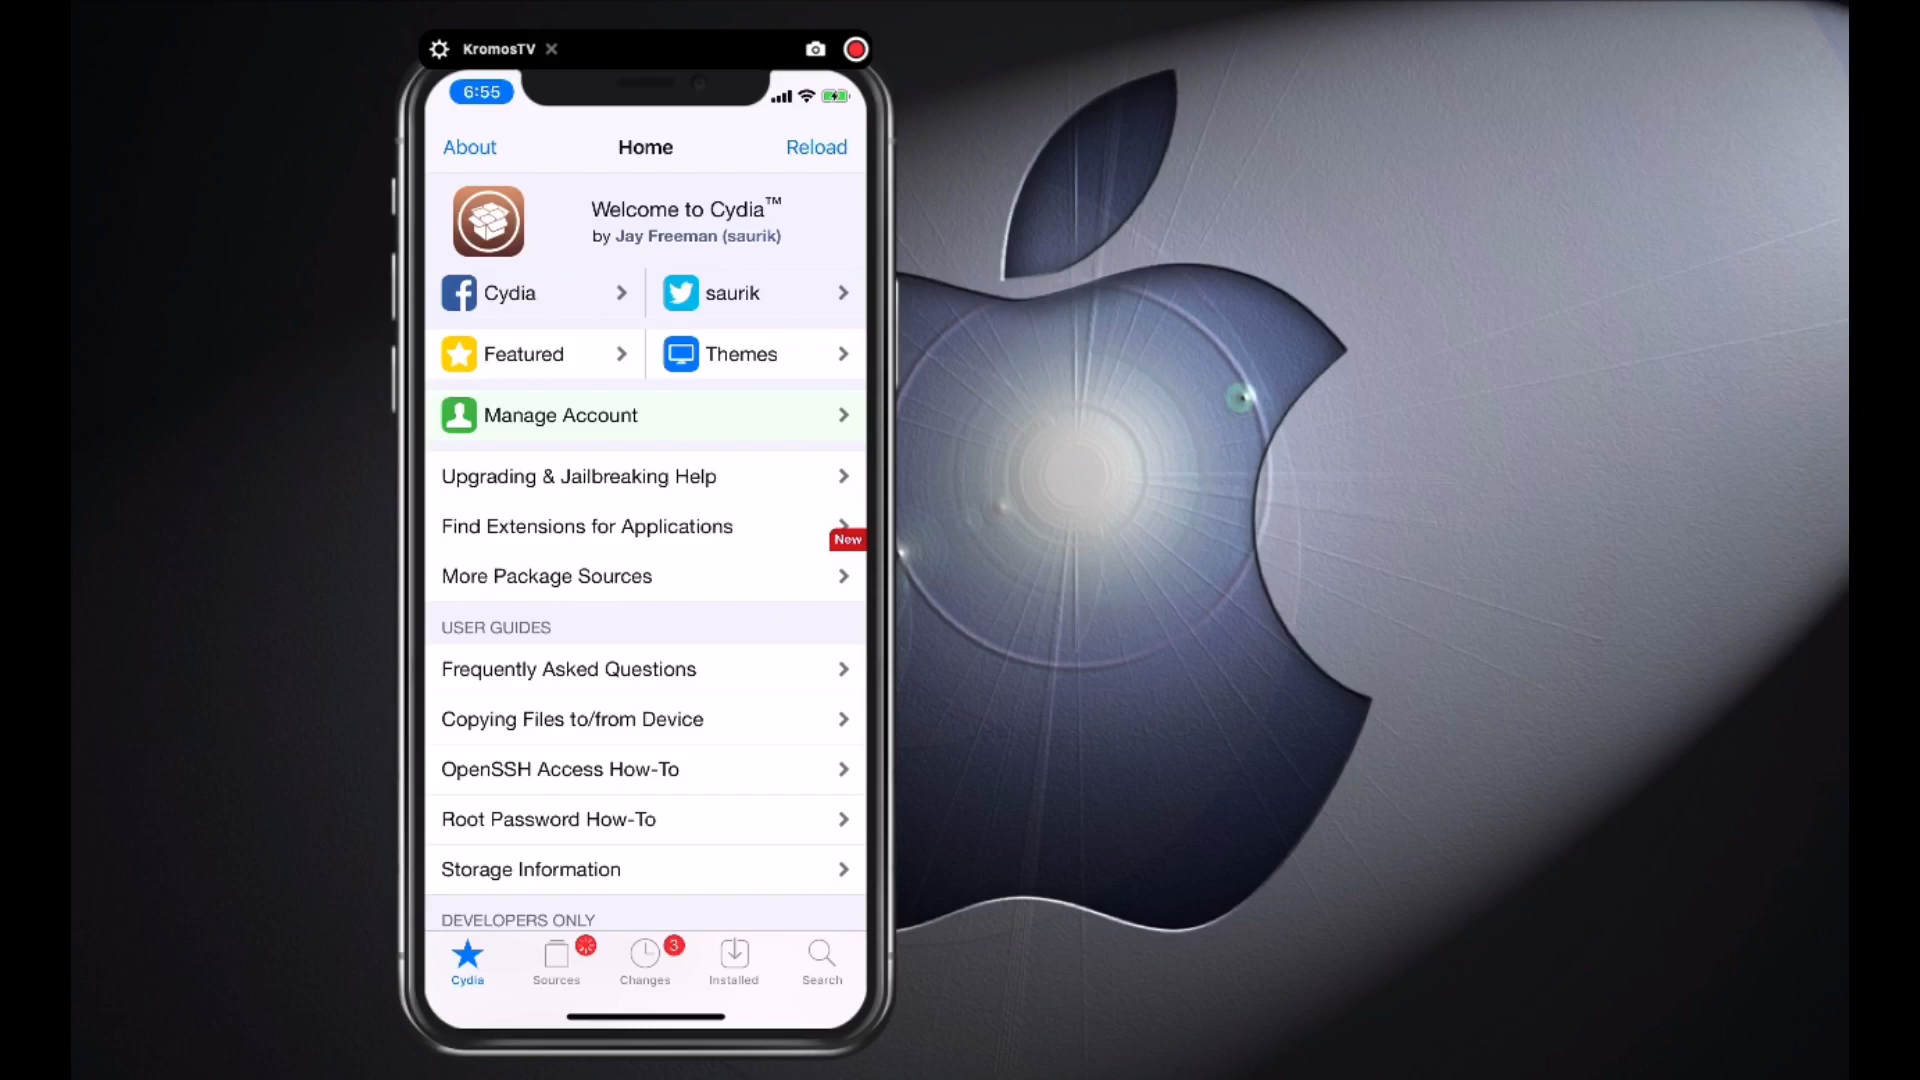 KromosTV
6:55
About
Home
Reload
Welcome to Cydia™
by Jay Freeman (saurik)
Cydia
saurik
Featured
Themes
Manage Account
Upgrading & Jailbreaking Help
Find Extensions for Applications
New
More Package Sources
USER GUIDES
Frequently Asked Questions
Copying Files to/from Device
OpenSSH Access How-To
Root Password How-To
Storage Information
DEVELOPERS ONLY
3
Cydia
Sources
Changes
Installed
Search